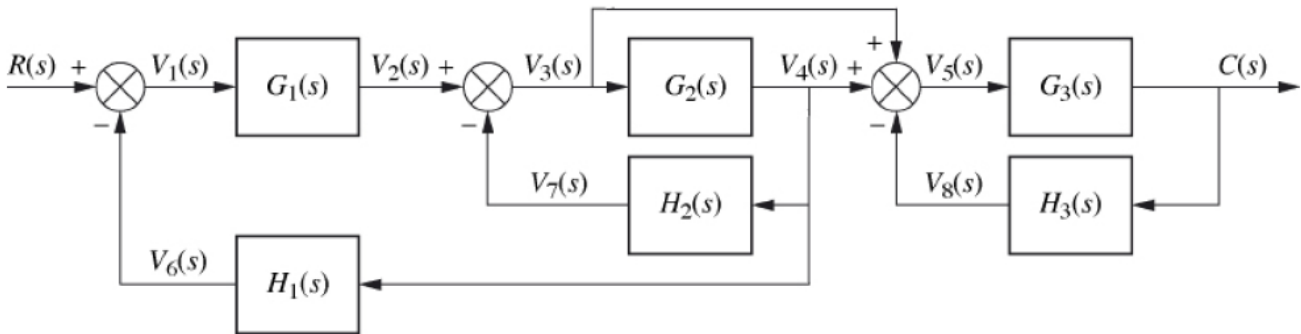 +
R(s) + V₁(s) G₁(s) V₂(s) + V₃(s) G₂(s) V₄(s) + V₅(s) G₃(s) C(s)
− − −
V₇(s) H₂(s) V₈(s) H₃(s)
V₆(s) H₁(s)